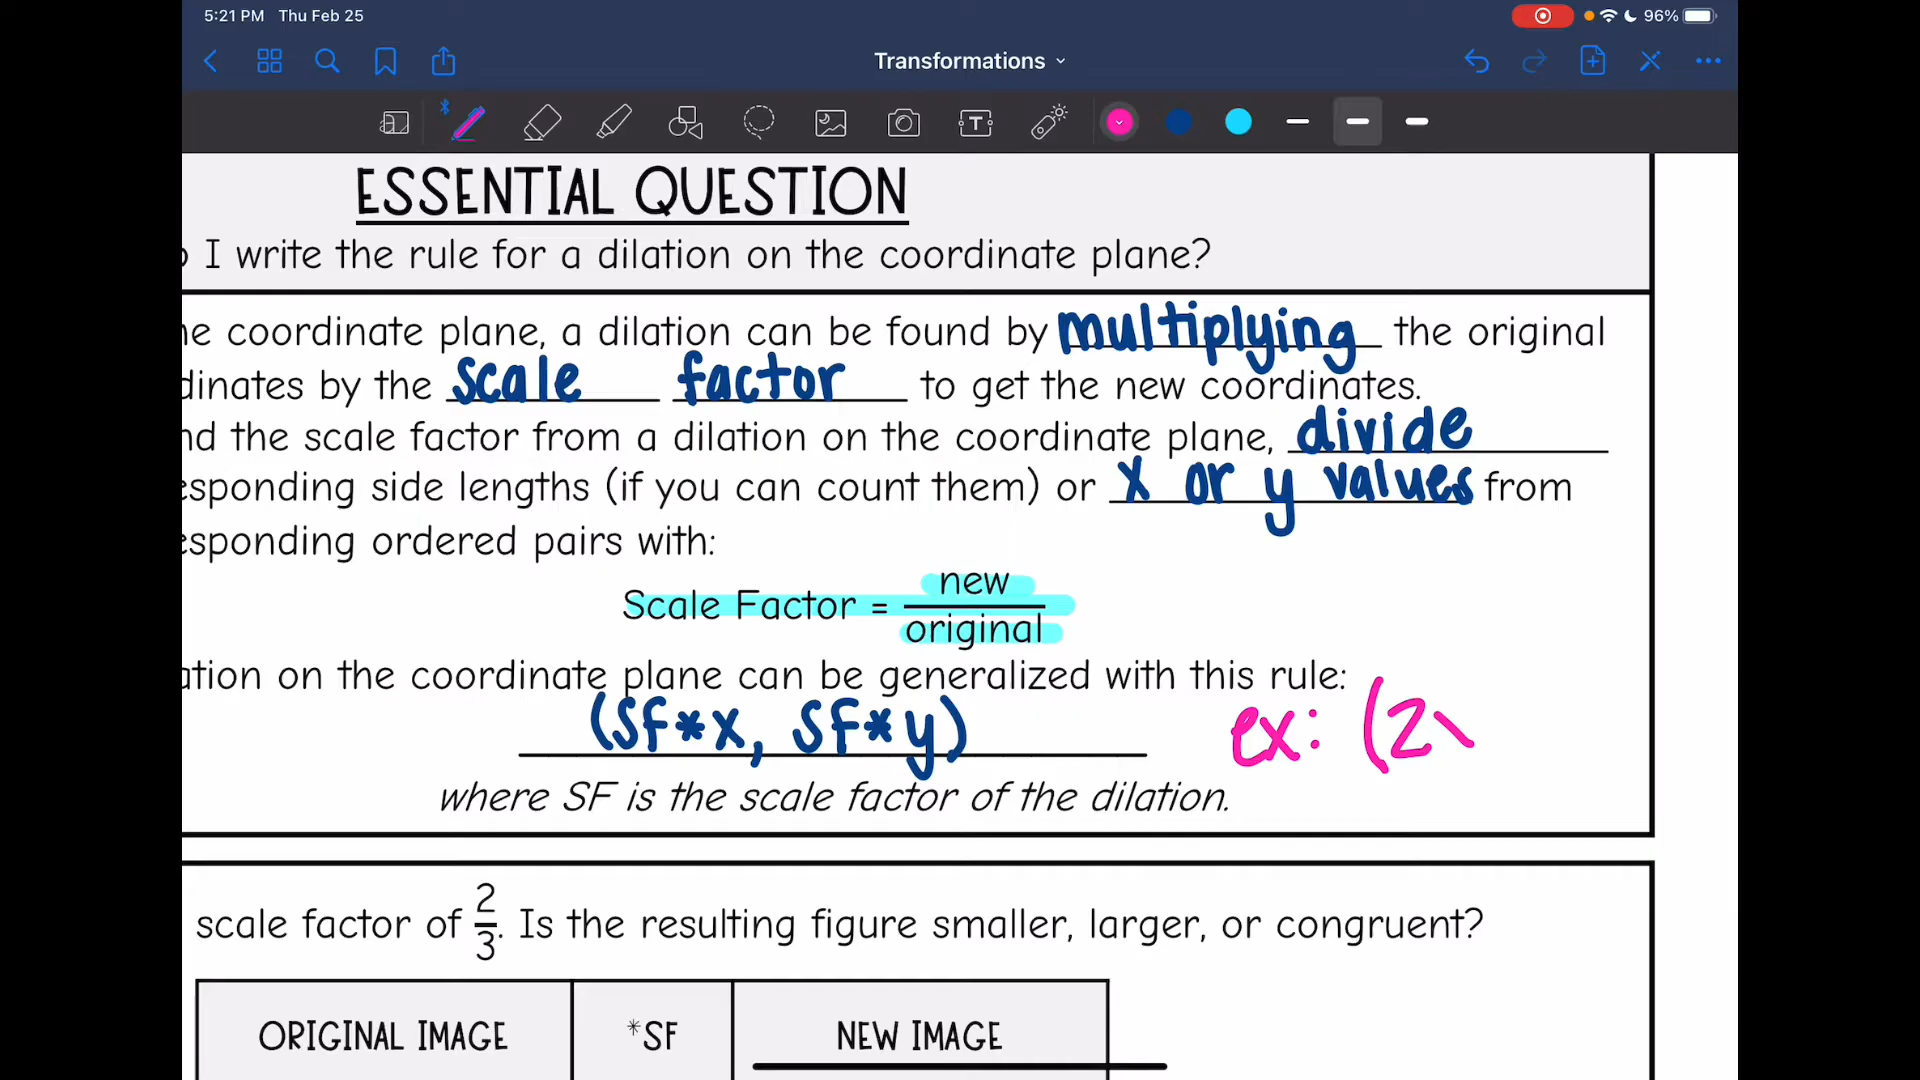 5:21 PM Thu Feb 25
96%
Transformations
ESSENTIAL QUESTION
I write the rule for a dilation on the coordinate plane?
he coordinate plane, a dilation can be found by multiplying the original
dinates by the scale factor to get the new coordinates.
nd the scale factor from a dilation on the coordinate plane, divide
esponding side lengths (if you can count them) or x or y values from
esponding ordered pairs with:
Scale Factor = new
original
ation on the coordinate plane can be generalized with this rule:
(SF*x, SF*y) ex: (2
where SF is the scale factor of the dilation.
scale factor of 2/3. Is the resulting figure smaller, larger, or congruent?
ORIGINAL IMAGE *SF NEW IMAGE